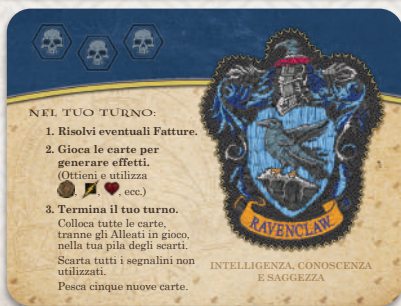 NEL TUO TURNO:
1. Risolvi eventuali Fatture.
2. Gioca le carte per
generare effetti.
(Ottieni e utilizza
, , , ecc.)
3. Termina il tuo turno.
Colloca tutte le carte,
tranne gli Alleati in gioco,
nella tua pila degli scarti.
Scarta tutti i segnalini non
utilizzati.
Pesca cinque nuove carte.
RAVENCLAW
INTELLIGENZA, CONOSCENZA
E SAGGEZZA